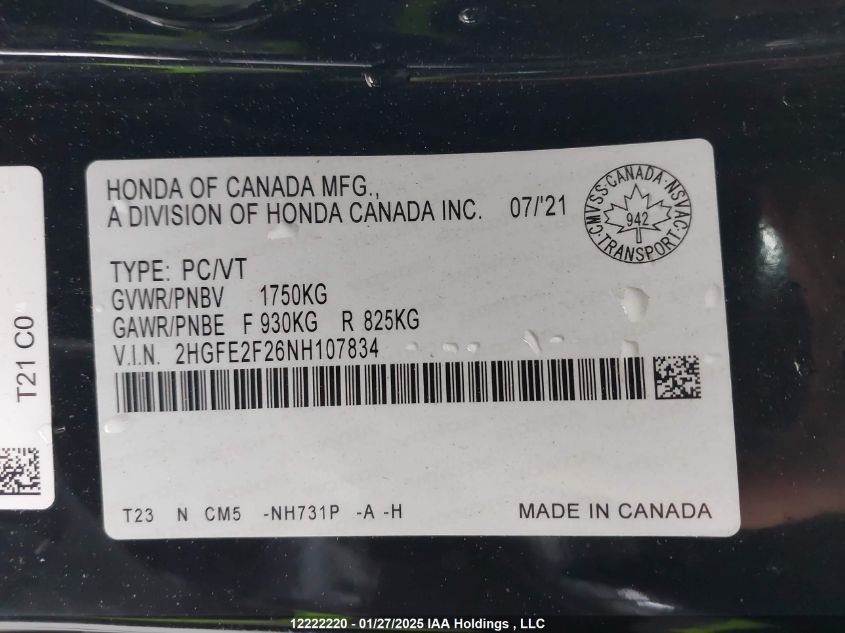 HONDA OF CANADA MFG.,
A DIVISION OF HONDA CANADA INC. 07/'21
CMVSS·CANADA·NSVAC·TRANSPORT·
942
TYPE: PC/VT
GVWR/PNBV 1750KG
GAWR/PNBE F 930KG R 825KG
V.I.N. 2HGFE2F26NH107834
T23 N CM5 -NH731P -A -H
MADE IN CANADA
T21 C0
12222220 - 01/27/2025 IAA Holdings , LLC